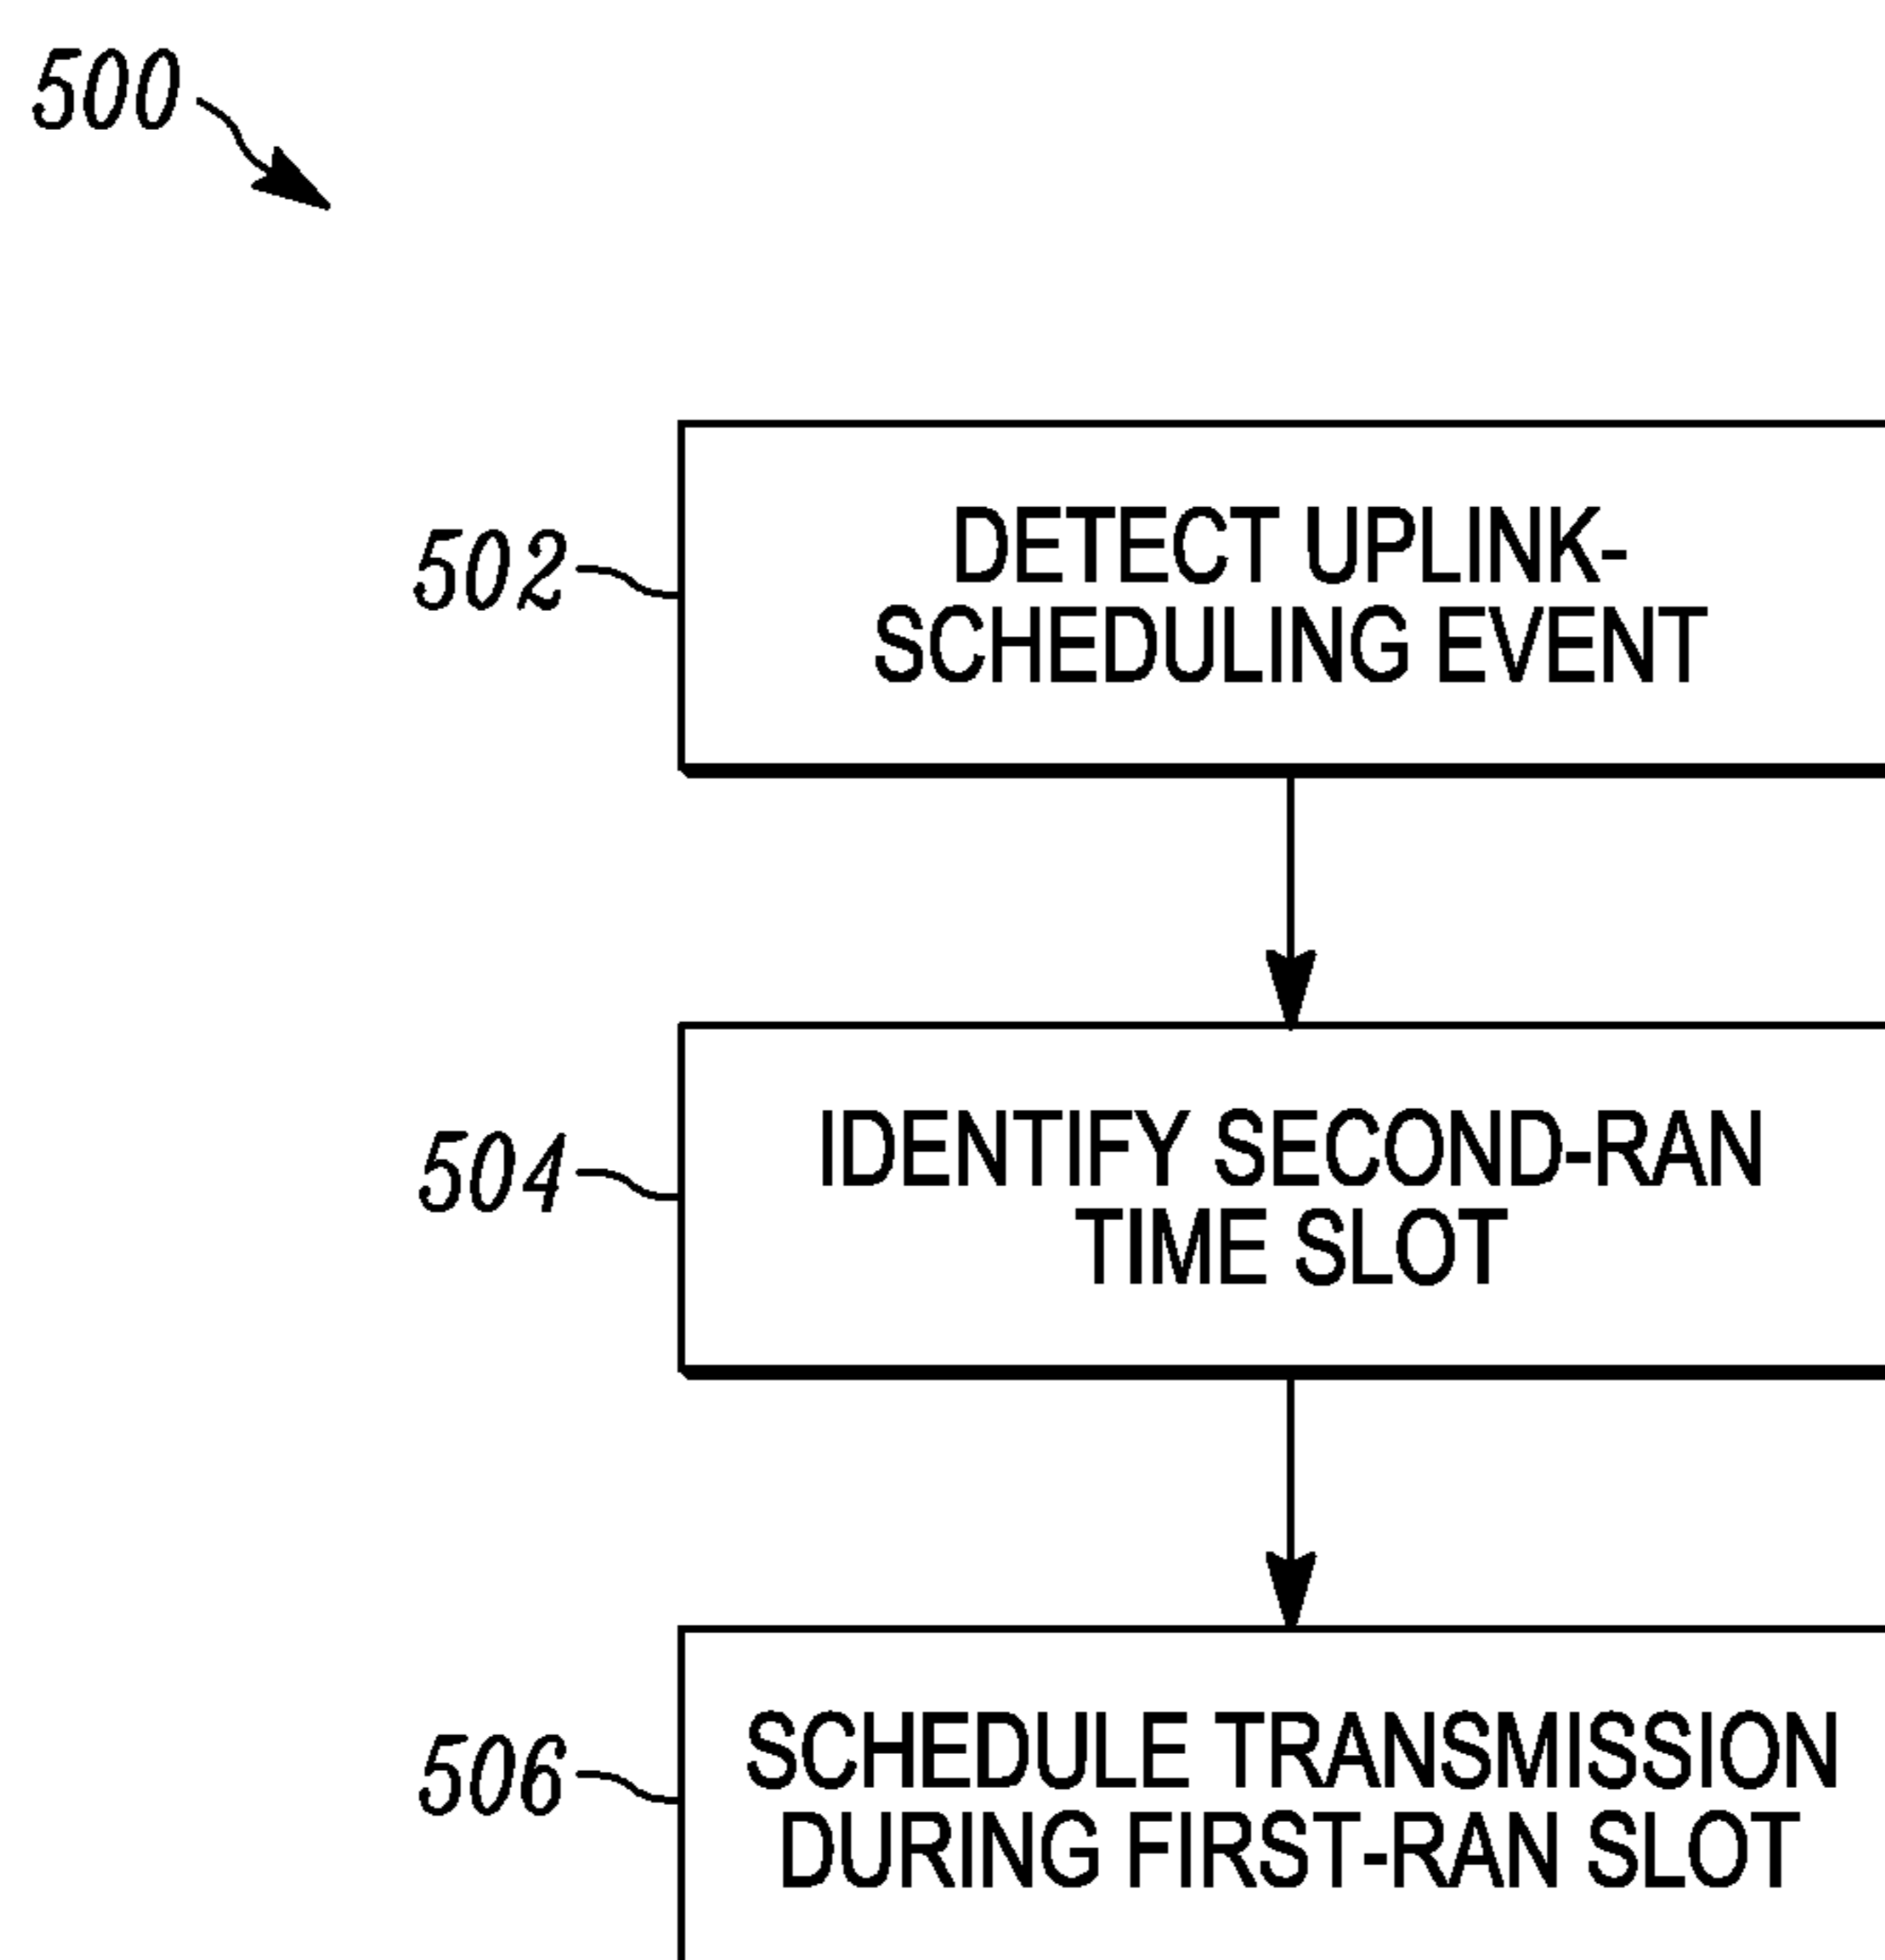 500
502
DETECT UPLINK-
SCHEDULING EVENT
504
IDENTIFY SECOND-RAN
TIME SLOT
506
SCHEDULE TRANSMISSION
DURING FIRST-RAN SLOT